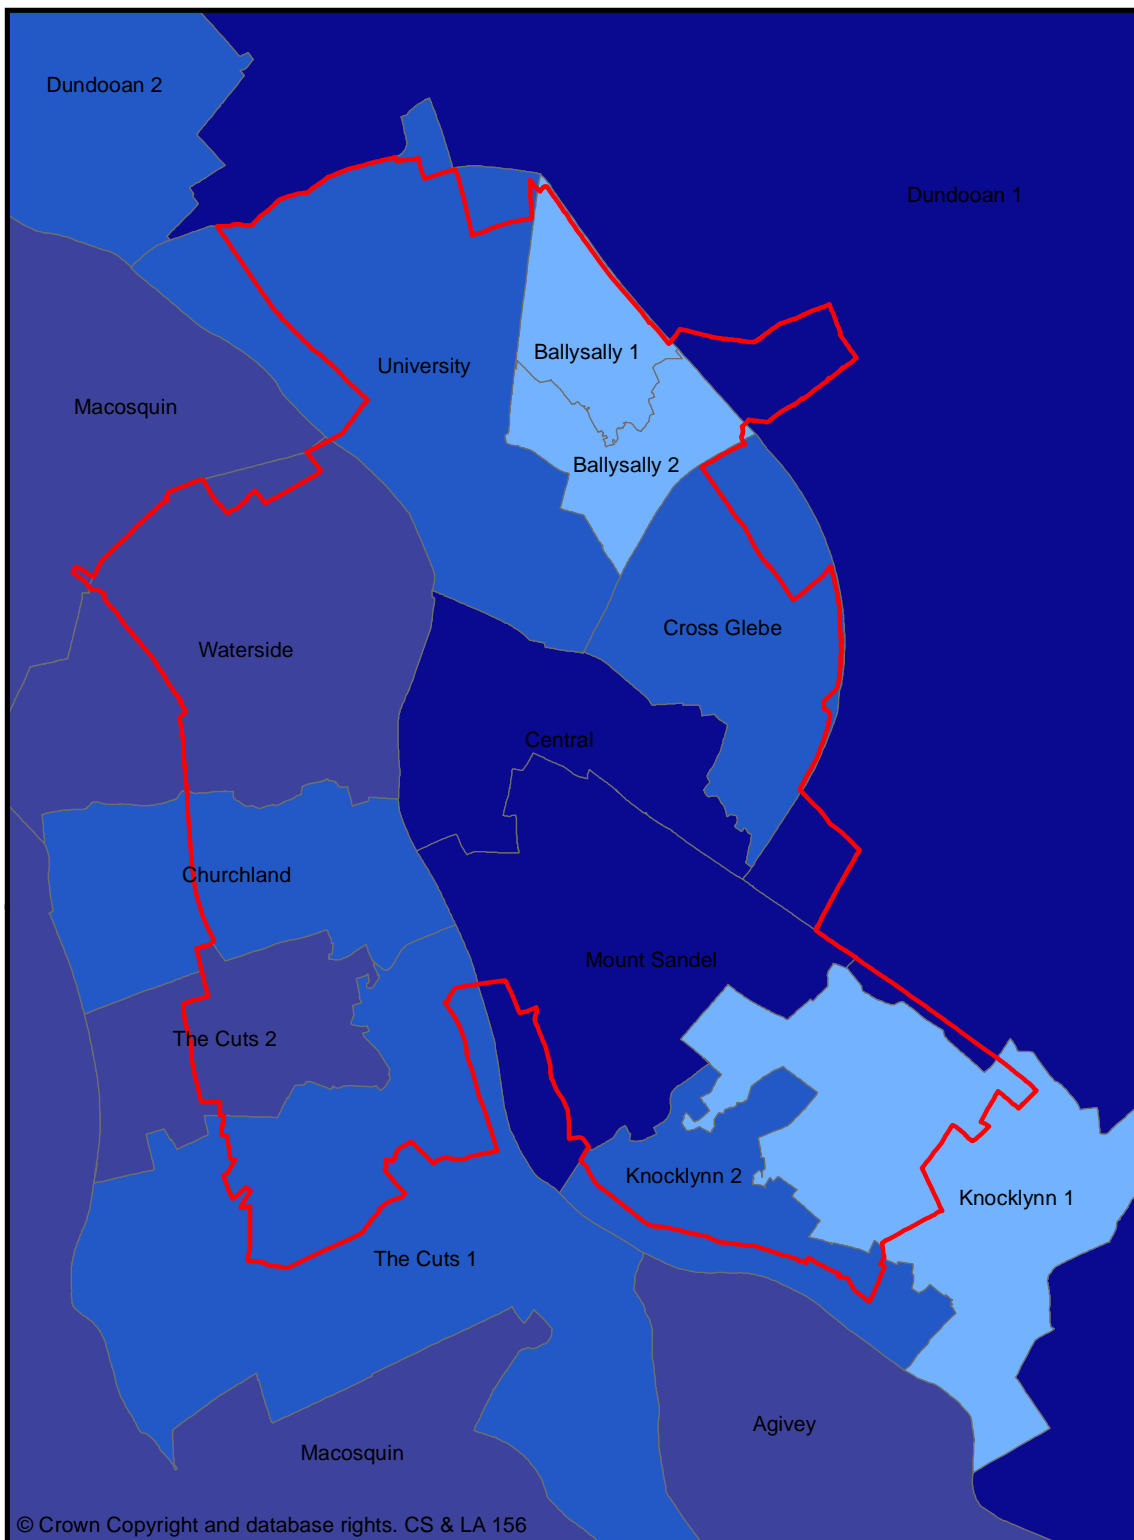 Dundooan 2
Dundooan 1
Ballysally 1
University
Macosquin
Ballysally 2
Cross Glebe
Waterside
Central
Churchland
Mount Sandel
The Cuts 2
Knocklynn 2
Knocklynn 1
The Cuts 1
Agivey
Macosquin
© Crown Copyright and database rights. CS & LA 156